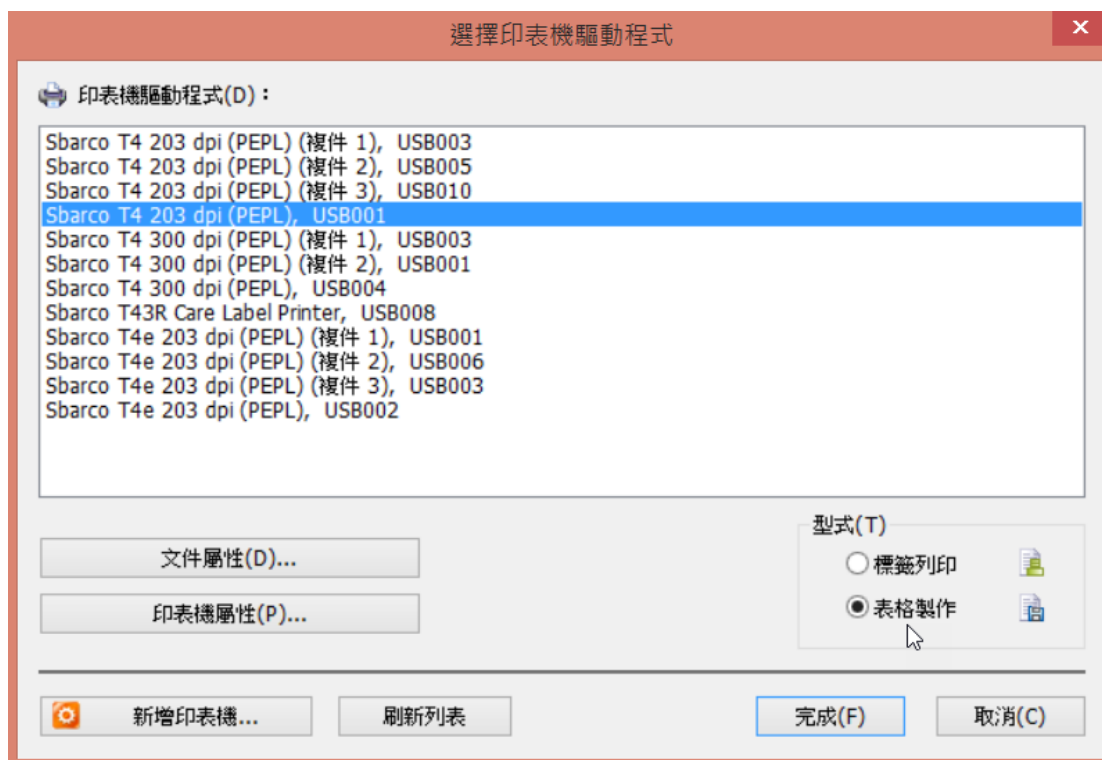 選擇印表機驅動程式
印表機驅動程式(D)：
Sbarco T4 203 dpi (PEPL) (複件 1), USB003
Sbarco T4 203 dpi (PEPL) (複件 2), USB005
Sbarco T4 203 dpi (PEPL) (複件 3), USB010
Sbarco T4 203 dpi (PEPL), USB001
Sbarco T4 300 dpi (PEPL) (複件 1), USB003
Sbarco T4 300 dpi (PEPL) (複件 2), USB001
Sbarco T4 300 dpi (PEPL), USB004
Sbarco T43R Care Label Printer, USB008
Sbarco T4e 203 dpi (PEPL) (複件 1), USB001
Sbarco T4e 203 dpi (PEPL) (複件 2), USB006
Sbarco T4e 203 dpi (PEPL) (複件 3), USB003
Sbarco T4e 203 dpi (PEPL), USB002
文件屬性(D)...
印表機屬性(P)...
型式(T)
標籤列印
表格製作
新增印表機...
刷新列表
完成(F)
取消(C)